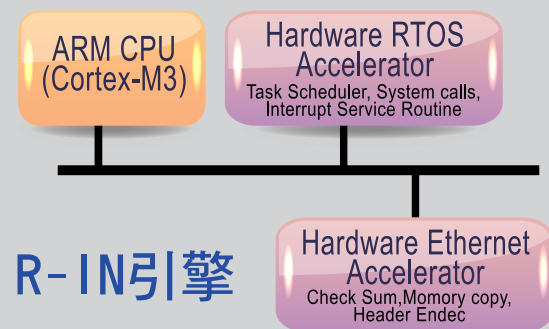 ARM CPU
(Cortex-M3)
Hardware RTOS
Accelerator
Task Scheduler, System calls,
Interrupt Service Routine
R-IN引擎
Hardware Ethernet
Accelerator
Check Sum,Momory copy,
Header Endec